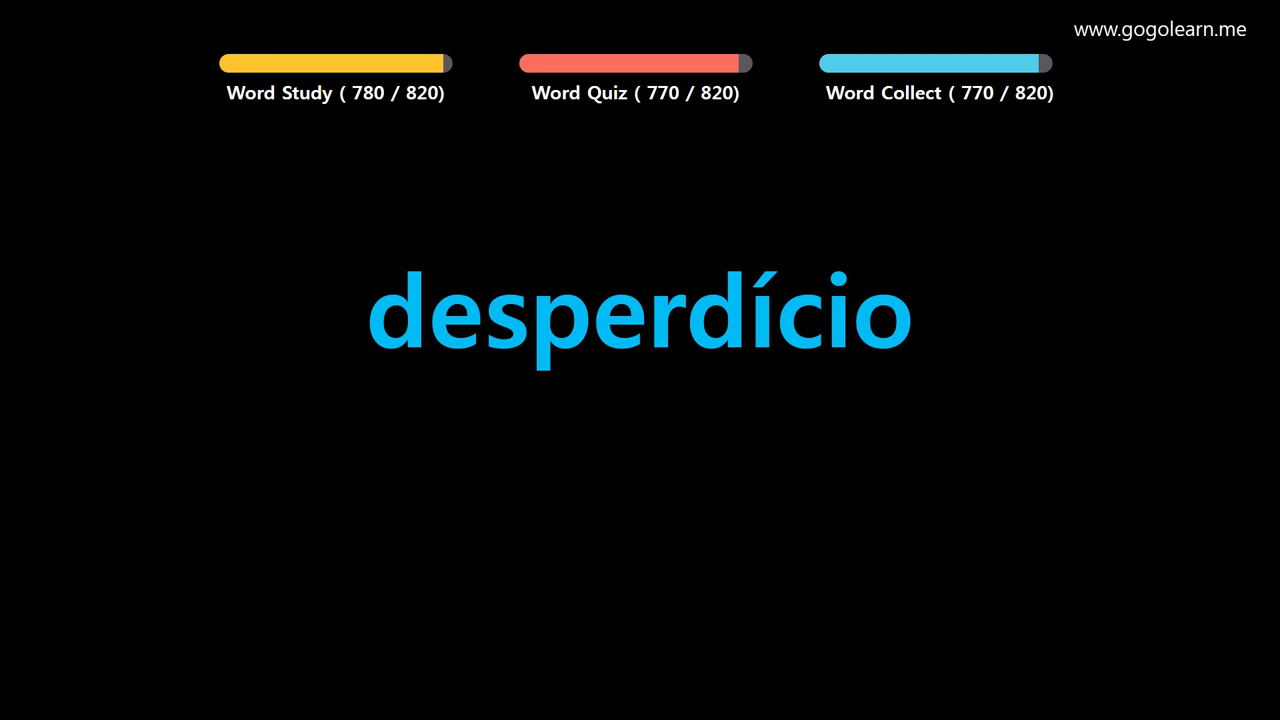 www.gogolearn.me
Word Study ( 780 / 820)
Word Quiz ( 770 / 820)
Word Collect ( 770 / 820)
desperdício